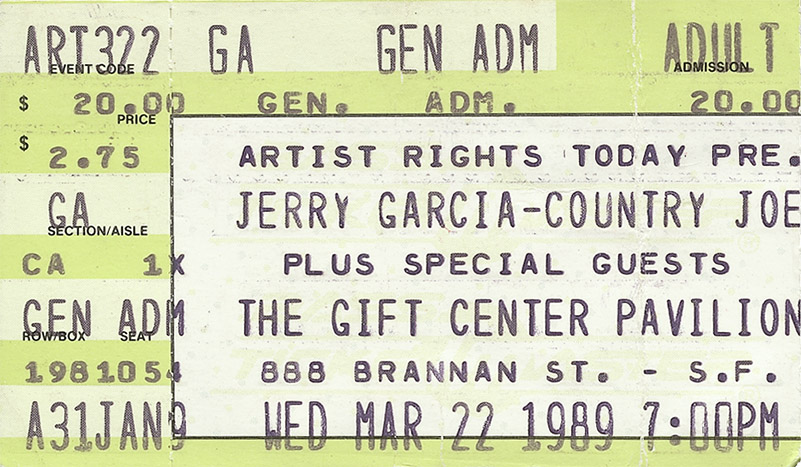 ART322 GA GEN ADM ADULT
EVENT CODE ADMISSION
$ 20.00 GEN. ADM. 20.00
PRICE
$ 2.75 ARTIST RIGHTS TODAY PRE.
GA JERRY GARCIA-COUNTRY JOE
SECTION/AISLE
CA 1X PLUS SPECIAL GUESTS
GEN ADM THE GIFT CENTER PAVILION
ROW/BOX SEAT
1981054 888 BRANNAN ST. - S.F.
A31JAN9 WED MAR 22 1989 7:00PM